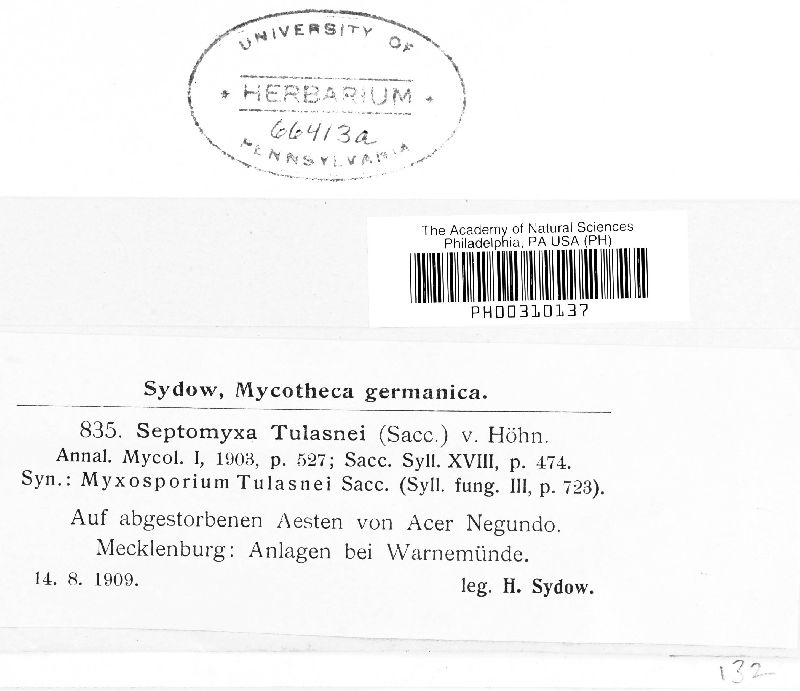 UNIVERSITY OF
* HERBARIUM *
66413a
PENNSYLVANIA
The Academy of Natural Sciences
Philadelphia, PA USA (PH)
PH00310137
Sydow, Mycotheca germanica.
835. Septomyxa Tulasnei (Sacc.) v. Höhn.
Annal. Mycol. I, 1903, p. 527; Sacc. Syll. XVIII, p. 474.
Syn.: Myxosporium Tulasnei Sacc. (Syll. fung. III, p. 723).
Auf abgestorbenen Aesten von Acer Negundo.
Mecklenburg: Anlagen bei Warnemünde.
14. 8. 1909. leg. H. Sydow.
132